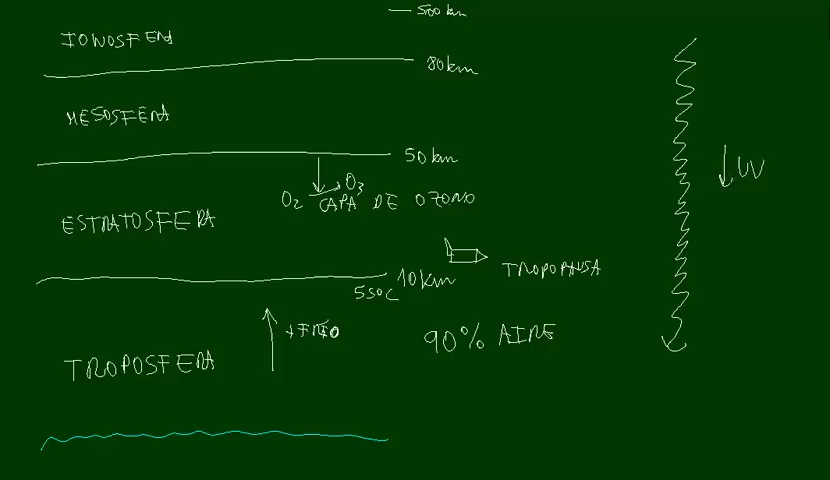 500 km
IONOSFERA
80 km
MESOSFERA
50 km
O2 → O3
CAPA DE OZONO
↓ UV
ESTRATOSFERA
TROPOPAUSA
10 km
55ºC
+ FRÍO
90% AIRE
TROPOSFERA